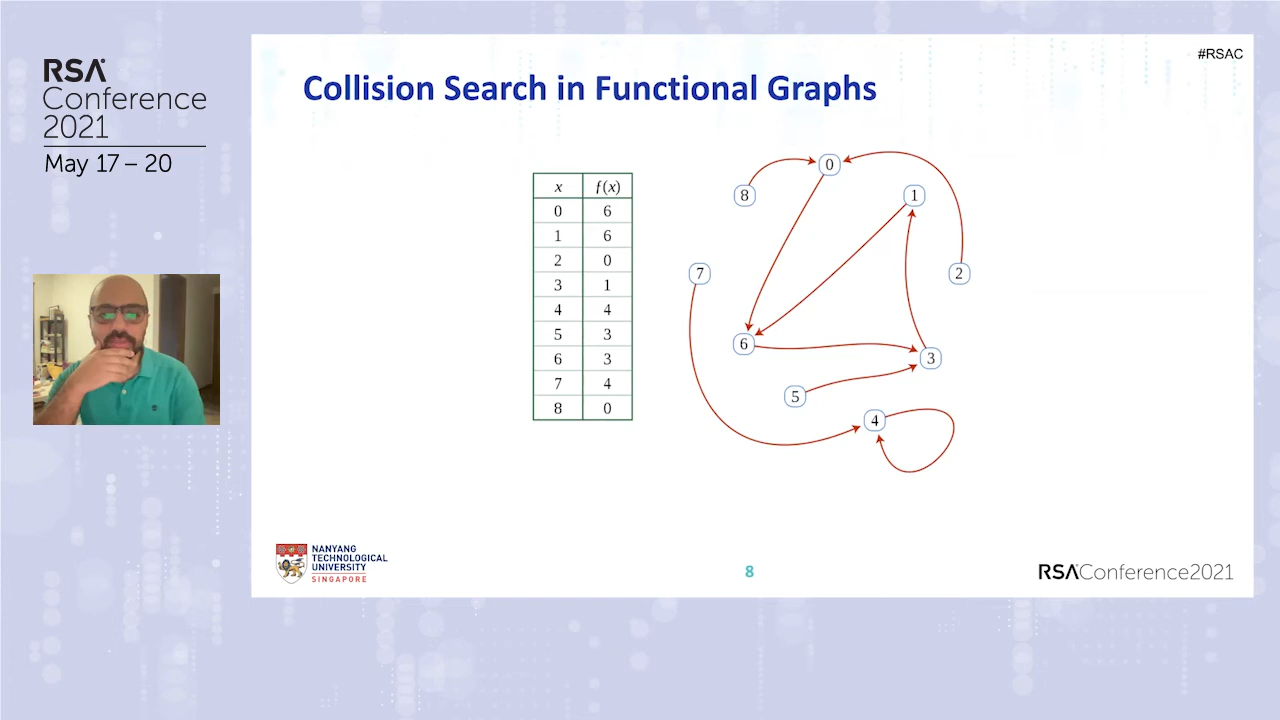 RSA
Conference
2021
May 17 – 20
#RSAC
Collision Search in Functional Graphs
x f(x)
0 6
1 6
2 0
3 1
4 4
5 3
6 3
7 4
8 0
0
8
1
7
2
6
3
5
4
NANYANG
TECHNOLOGICAL
UNIVERSITY
SINGAPORE
8
RSAConference2021